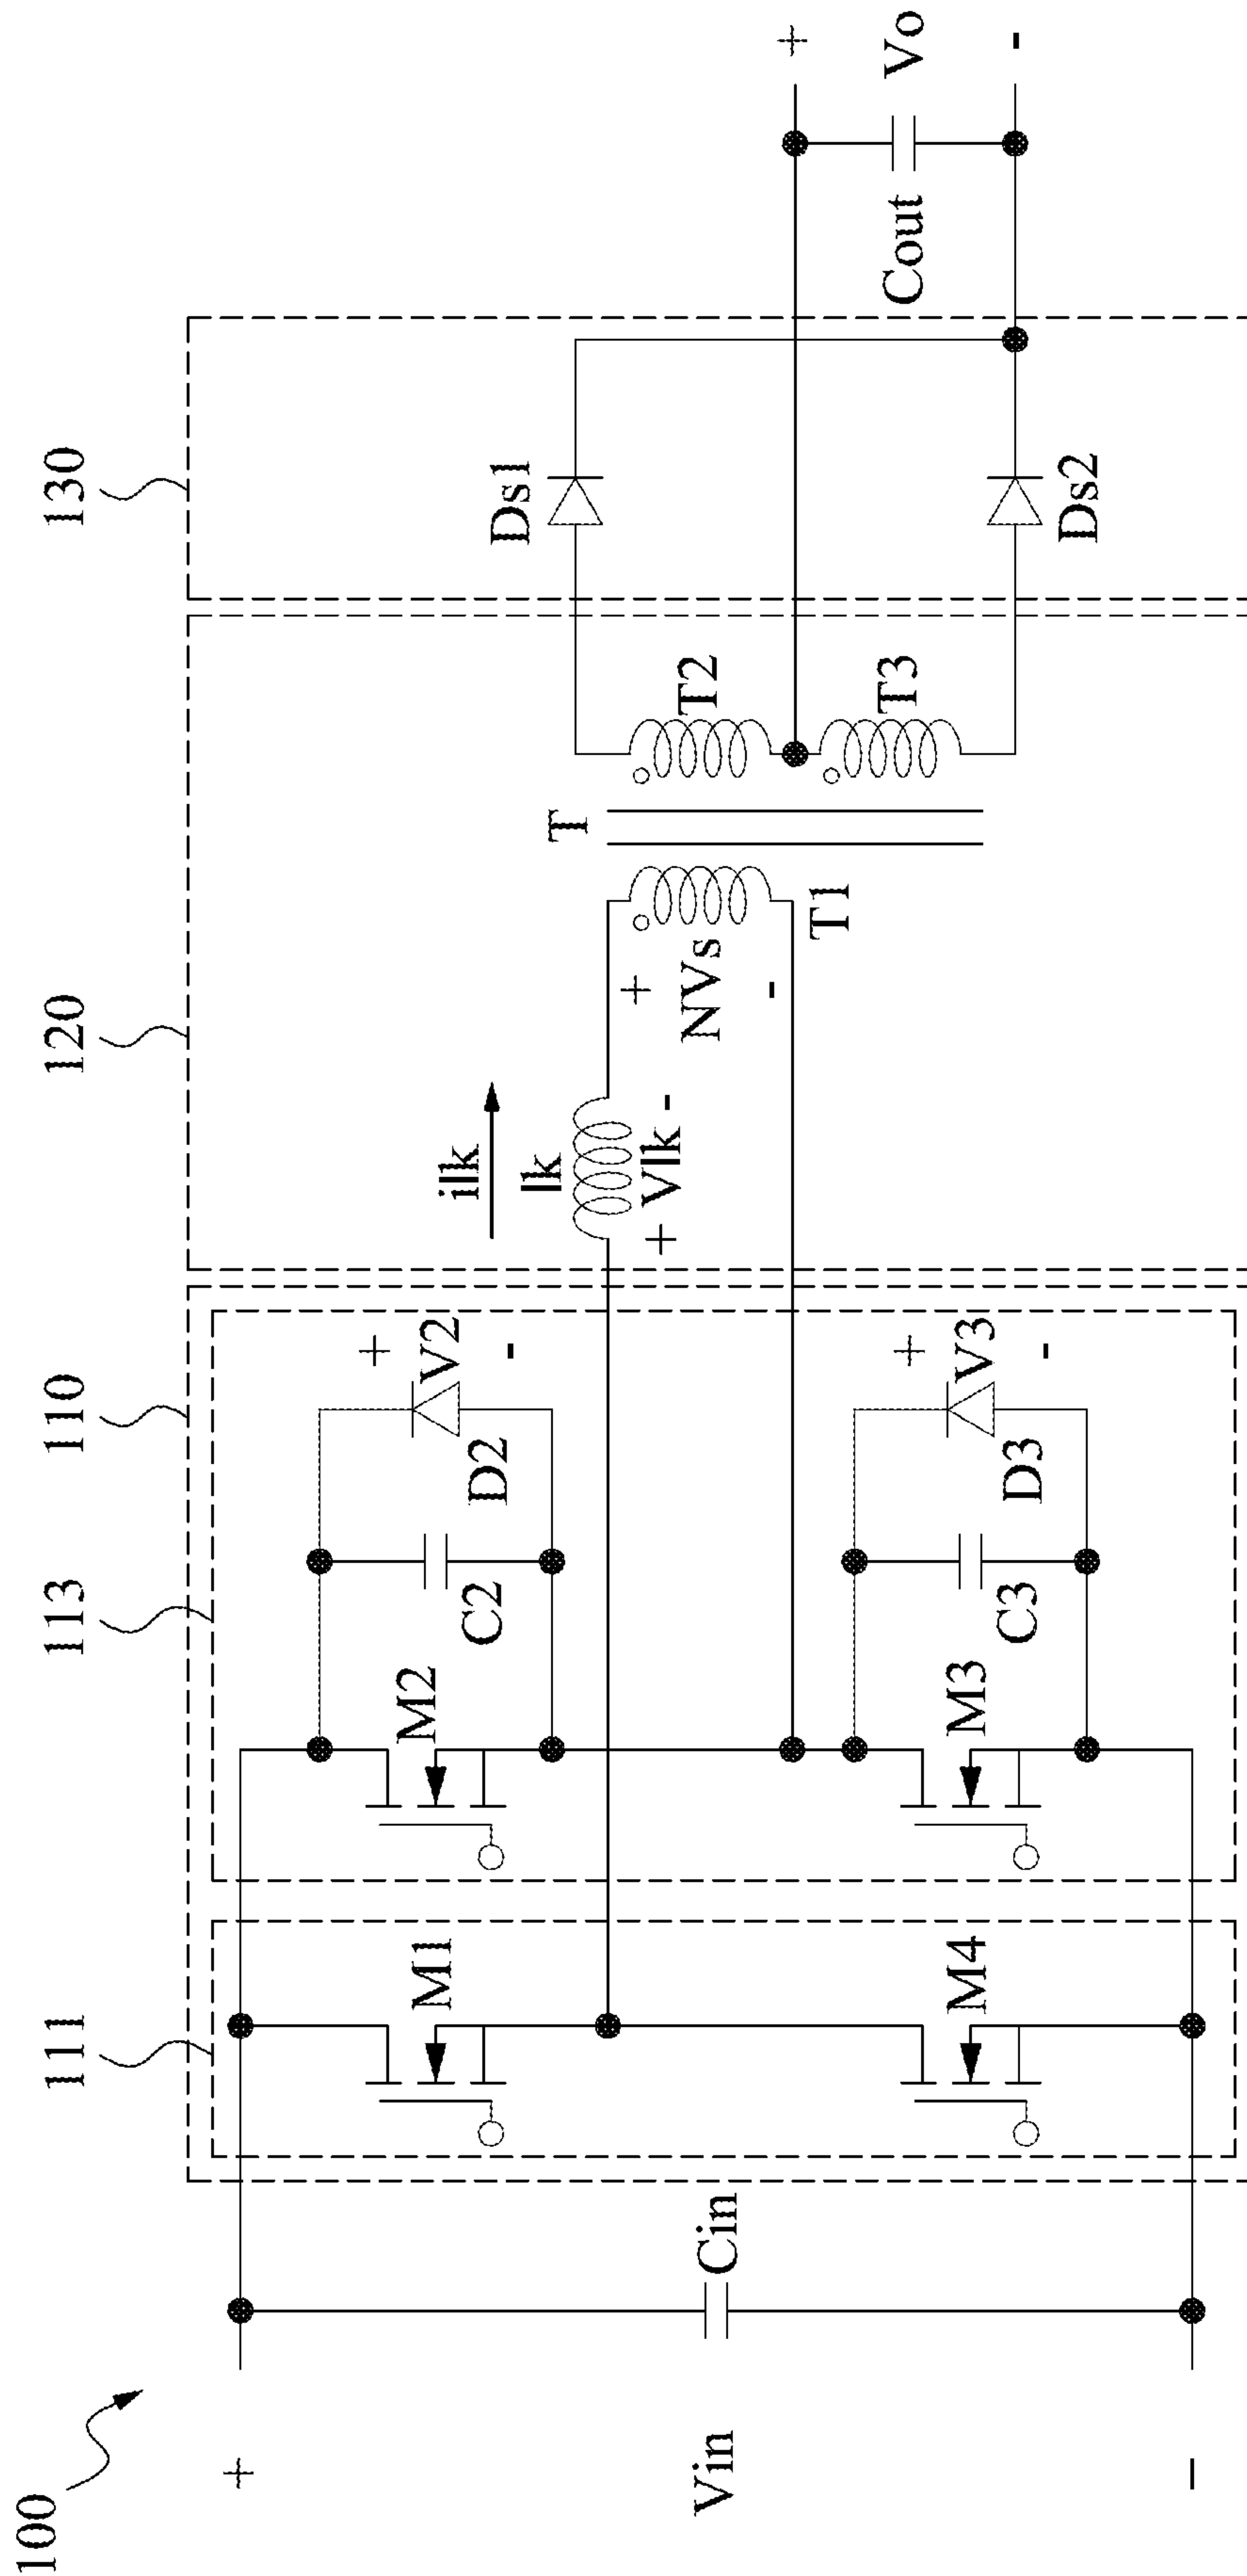 100
110
120
130
111
113
Vin
+
-
Cin
M1
M4
M2
C2
D2
+
V2
-
M3
C3
D3
+
V3
-
ilk
lk
+ Vlk -
+
NVs
-
T1
T
T2
T3
Ds1
Ds2
Cout
+
Vo
-